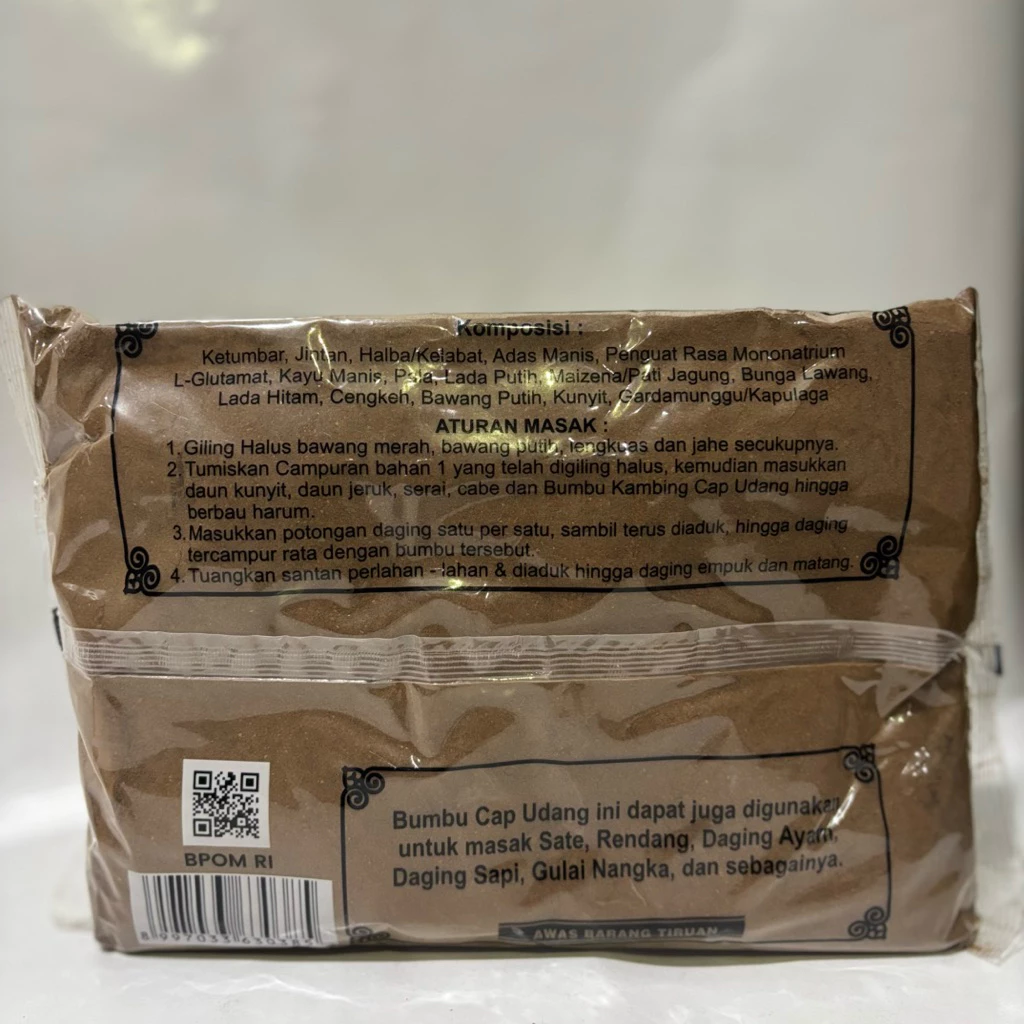 Komposisi :
Ketumbar, Jintan, Halba/Kelabat, Adas Manis, Penguat Rasa Mononatrium
L-Glutamat, Kayu Manis, Pala, Lada Putih, Maizena/Pati Jagung, Bunga Lawang,
Lada Hitam, Cengkeh, Bawang Putih, Kunyit, Gardamunggu/Kapulaga
ATURAN MASAK :
1. Giling Halus bawang merah, bawang putih, lengkuas dan jahe secukupnya.
2. Tumiskan Campuran bahan 1 yang telah digiling halus, kemudian masukkan
daun kunyit, daun jeruk, serai, cabe dan Bumbu Kambing Cap Udang hingga
berbau harum.
3. Masukkan potongan daging satu per satu, sambil terus diaduk, hingga daging
tercampur rata dengan bumbu tersebut.
4. Tuangkan santan perlahan - lahan & diaduk hingga daging empuk dan matang.
BPOM RI
8 997033
Bumbu Cap Udang ini dapat juga digunakan
untuk masak Sate, Rendang, Daging Ayam,
Daging Sapi, Gulai Nangka, dan sebagainya.
AWAS BARANG TIRUAN